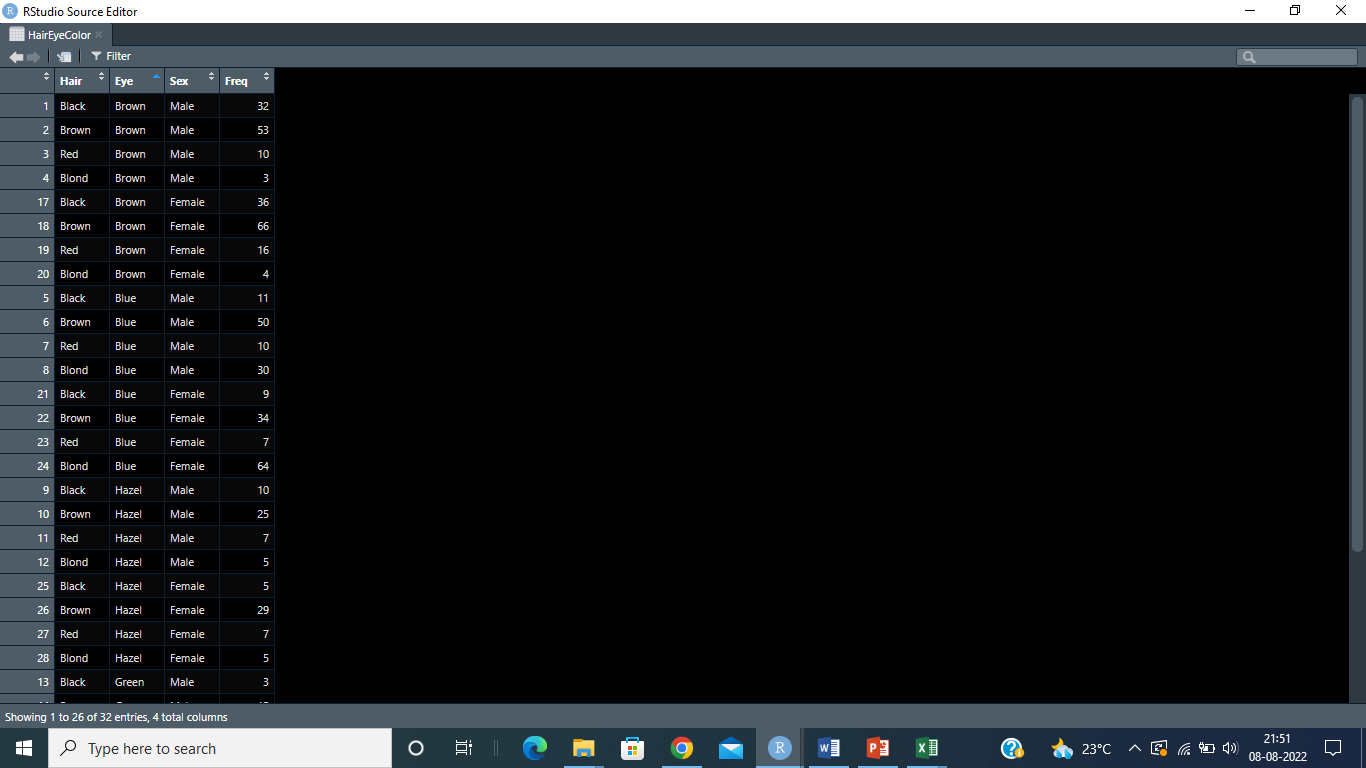 RStudio Source Editor
HairEyeColor
Filter
Hair Eye Sex Freq
1 Black Brown Male 32
2 Brown Brown Male 53
3 Red Brown Male 10
4 Blond Brown Male 3
17 Black Brown Female 36
18 Brown Brown Female 66
19 Red Brown Female 16
20 Blond Brown Female 4
5 Black Blue Male 11
6 Brown Blue Male 50
7 Red Blue Male 10
8 Blond Blue Male 30
21 Black Blue Female 9
22 Brown Blue Female 34
23 Red Blue Female 7
24 Blond Blue Female 64
9 Black Hazel Male 10
10 Brown Hazel Male 25
11 Red Hazel Male 7
12 Blond Hazel Male 5
25 Black Hazel Female 5
26 Brown Hazel Female 29
27 Red Hazel Female 7
28 Blond Hazel Female 5
13 Black Green Male 3
Showing 1 to 26 of 32 entries, 4 total columns
Type here to search
23°C
21:51
08-08-2022